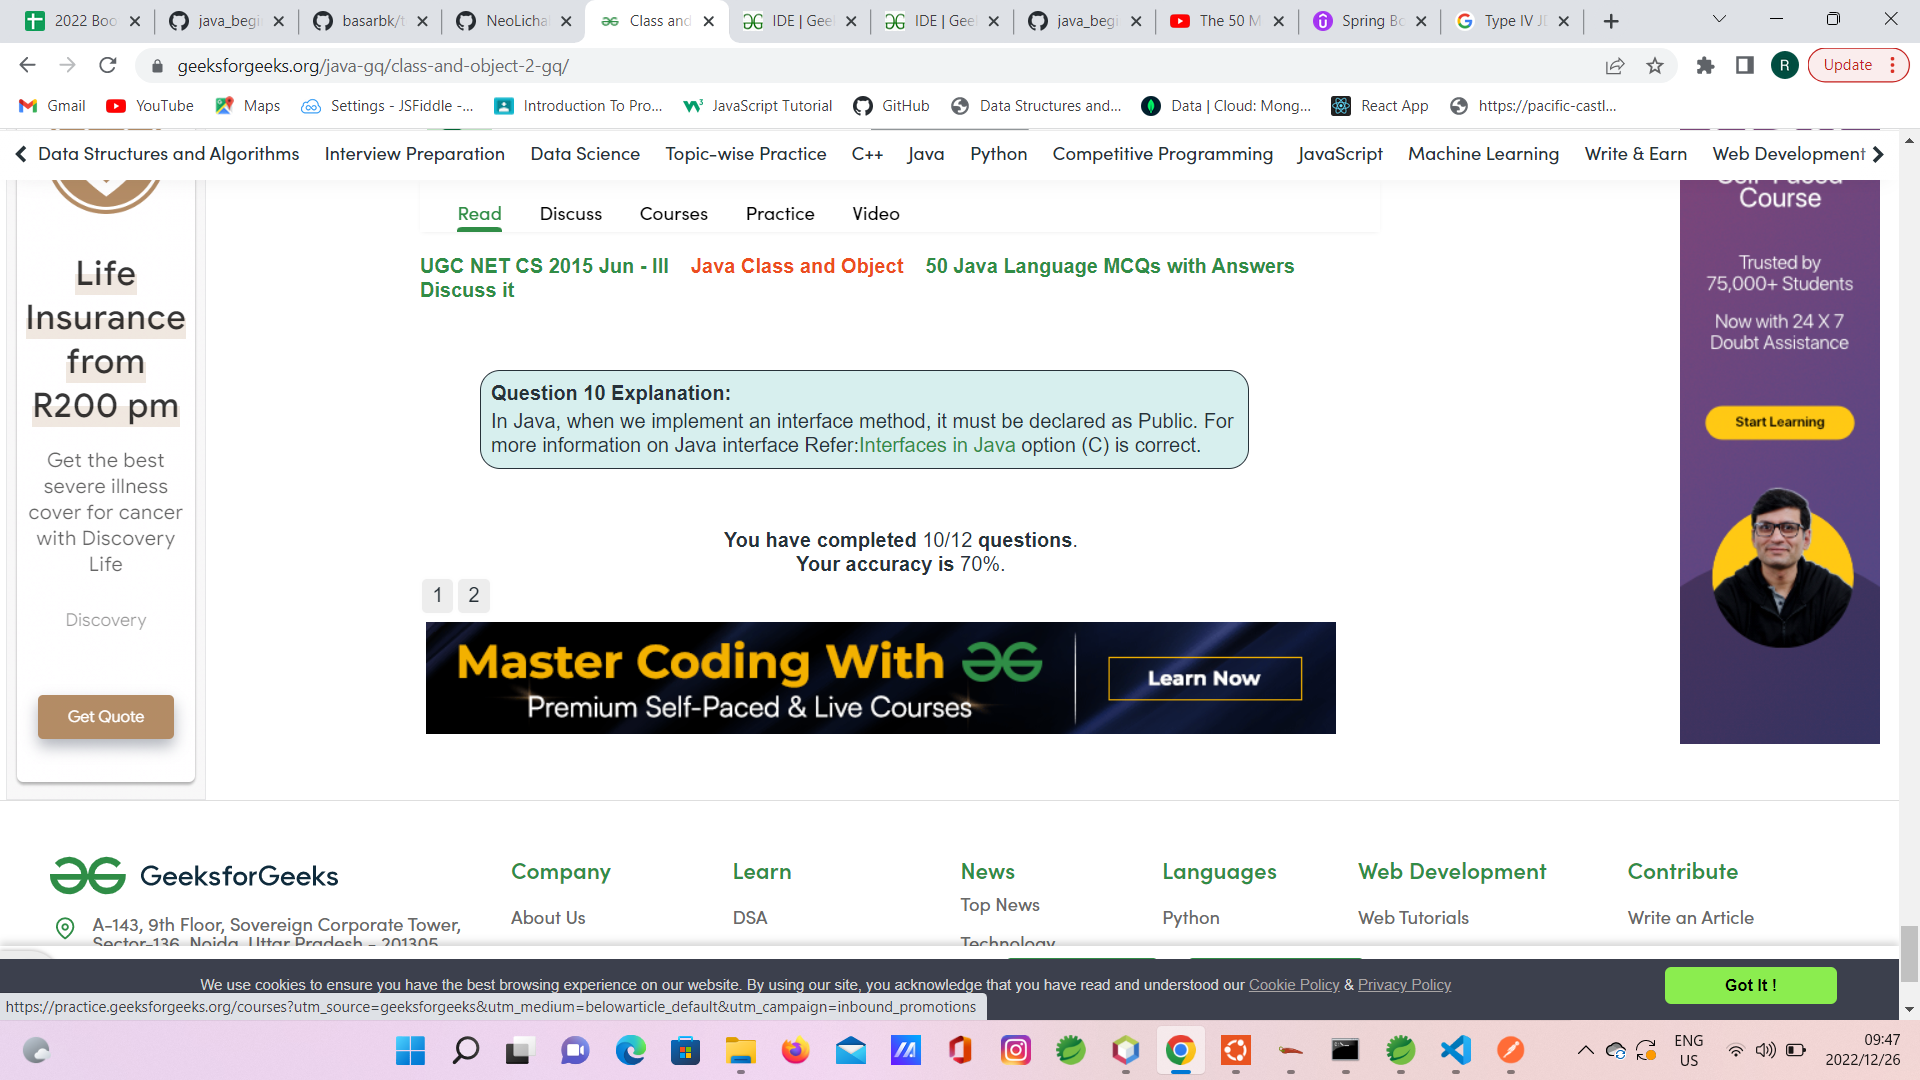 2022 Boo
java_begi
basarbk/t
NeoLicha
Class and
IDE | Geel
IDE | Geel
java_begi
The 50 M
Spring Bo
Type IV JD
geeksforgeeks.org/java-gq/class-and-object-2-gq/
R
Update
Gmail
YouTube
Maps
Settings - JSFiddle -...
Introduction To Pro...
JavaScript Tutorial
GitHub
Data Structures and...
Data | Cloud: Mong...
React App
https://pacific-castl...
Data Structures and Algorithms
Interview Preparation
Data Science
Topic-wise Practice
C++
Java
Python
Competitive Programming
JavaScript
Machine Learning
Write & Earn
Web Development
Life
Insurance
from
R200 pm
Get the best
severe illness
cover for cancer
with Discovery
Life
Discovery
Get Quote
Read
Discuss
Courses
Practice
Video
UGC NET CS 2015 Jun - III Java Class and Object 50 Java Language MCQs with Answers
Discuss it
Question 10 Explanation:
In Java, when we implement an interface method, it must be declared as Public. For
more information on Java interface Refer:Interfaces in Java option (C) is correct.
You have completed 10/12 questions.
Your accuracy is 70%.
1 2
Master Coding With
Premium Self-Paced & Live Courses
Learn Now
Course
Trusted by
75,000+ Students
Now with 24 X 7
Doubt Assistance
Start Learning
GeeksforGeeks
A-143, 9th Floor, Sovereign Corporate Tower,
Sector-136, Noida, Uttar Pradesh - 201305
Company
About Us
Learn
DSA
News
Top News
Technology
Languages
Python
Web Development
Web Tutorials
Contribute
Write an Article
We use cookies to ensure you have the best browsing experience on our website. By using our site, you acknowledge that you have read and understood our Cookie Policy & Privacy Policy
Got It !
https://practice.geeksforgeeks.org/courses?utm_source=geeksforgeeks&utm_medium=belowarticle_default&utm_campaign=inbound_promotions
ENG
US
09:47
2022/12/26